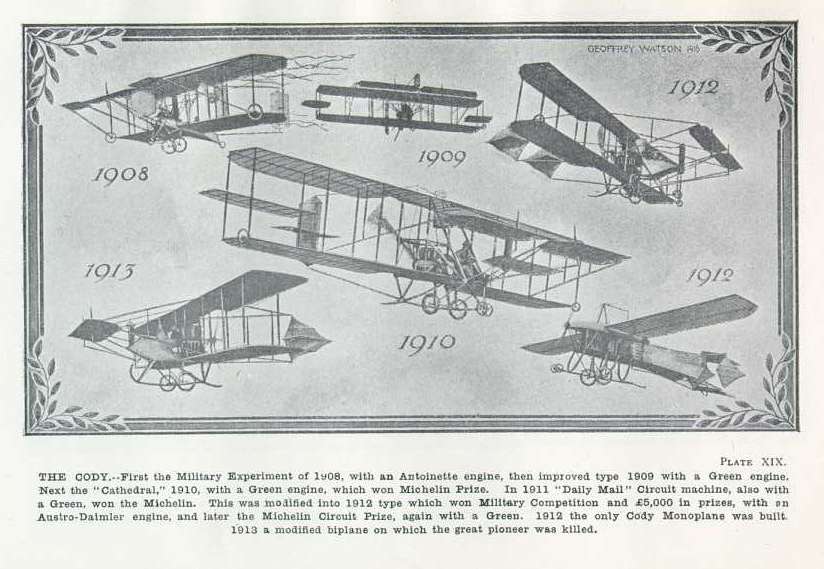 GEOFFREY WATSON 1916
1908
1909
1912
1913
1910
1912
PLATE XIX.
THE CODY.--First the Military Experiment of 1908, with an Antoinette engine, then improved type 1909 with a Green engine.
Next the "Cathedral," 1910, with a Green engine, which won Michelin Prize. In 1911 "Daily Mail" Circuit machine, also with
a Green, won the Michelin. This was modified into 1912 type which won Military Competition and £5,000 in prizes, with an
Austro-Daimler engine, and later the Michelin Circuit Prize, again with a Green. 1912 the only Cody Monoplane was built.
1913 a modified biplane on which the great pioneer was killed.